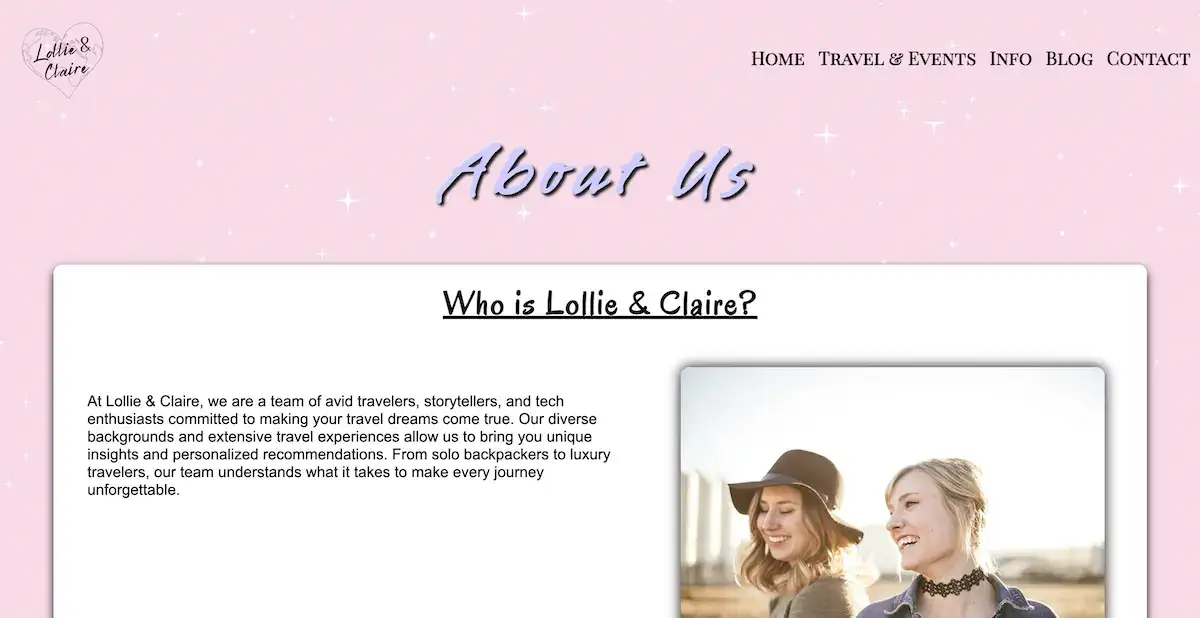 Lollie &
Claire
Home Travel & Events Info Blog Contact
About Us
Who is Lollie & Claire?
At Lollie & Claire, we are a team of avid travelers, storytellers, and tech
enthusiasts committed to making your travel dreams come true. Our diverse
backgrounds and extensive travel experiences allow us to bring you unique
insights and personalized recommendations. From solo backpackers to luxury
travelers, our team understands what it takes to make every journey
unforgettable.